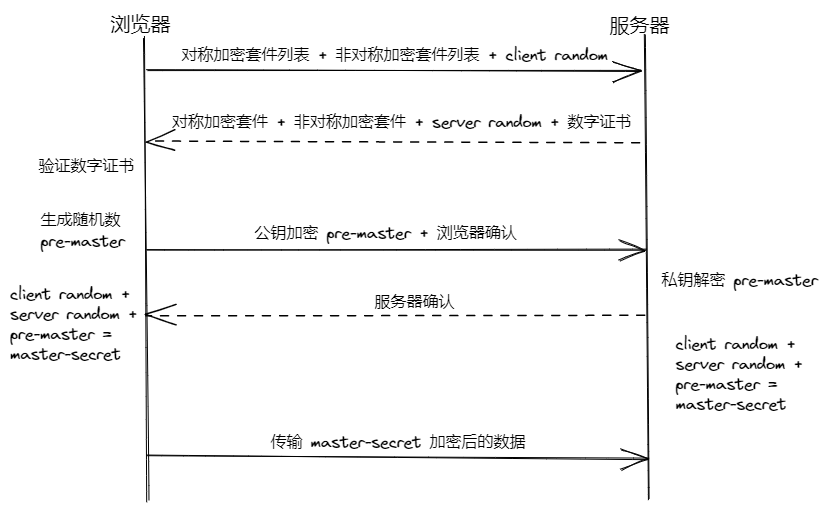 浏览器
服务器
对称加密套件列表 + 非对称加密套件列表 + client random
对称加密套件 + 非对称加密套件 + server random + 数字证书
验证数字证书
生成随机数
pre-master
公钥加密 pre-master + 浏览器确认
私钥解密 pre-master
服务器确认
client random +
server random +
pre-master =
master-secret
client random +
server random +
pre-master =
master-secret
传输 master-secret 加密后的数据